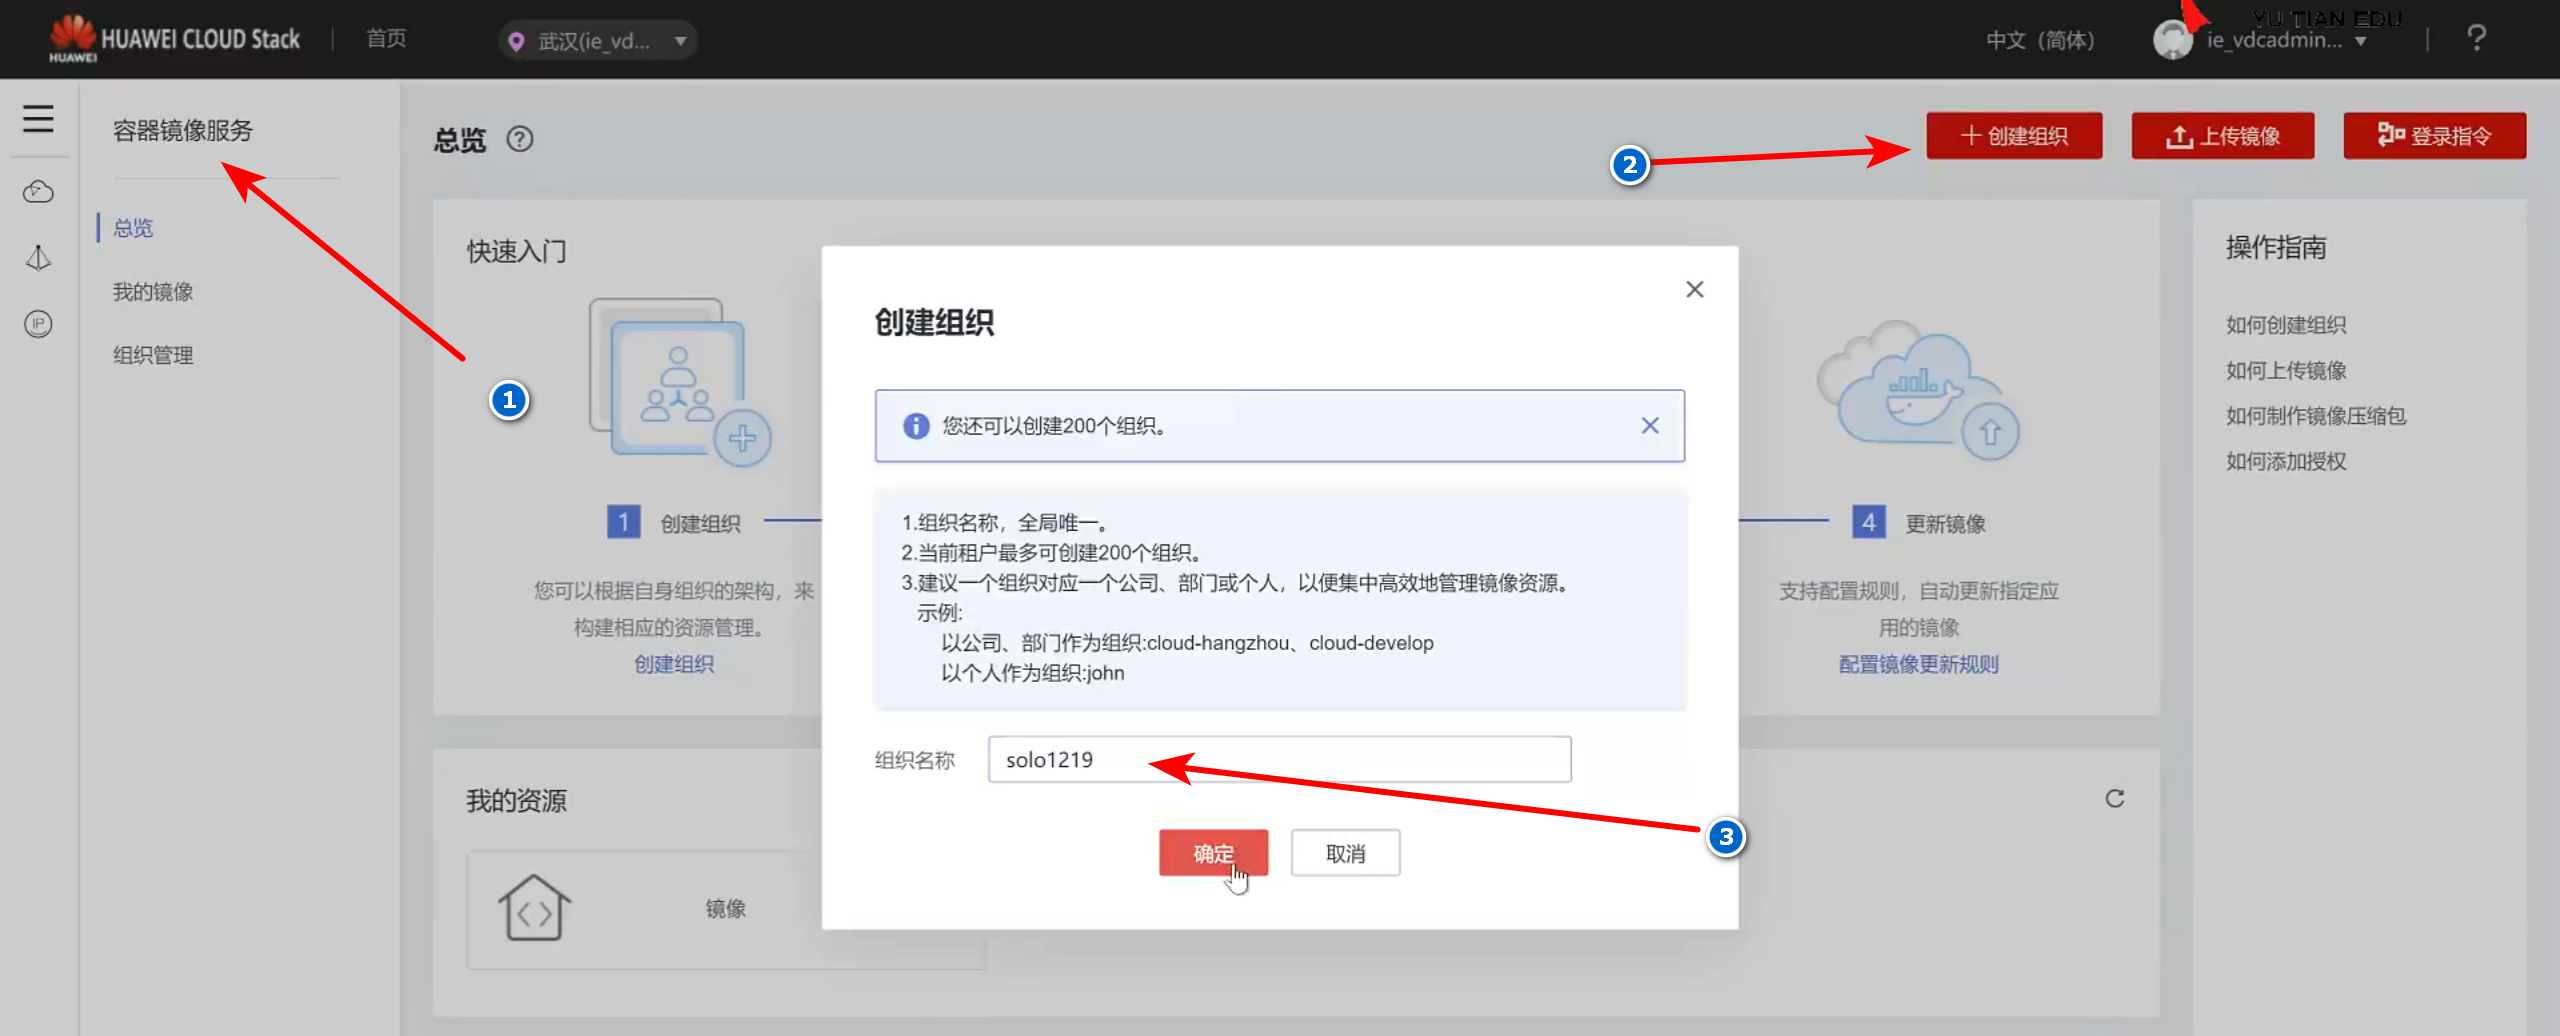 HUAWEI
HUAWEI CLOUD Stack
首页
武汉(ie_vd...
中文（简体）
YU TIAN EDU
ie_vdcadmin...
?
容器镜像服务
总览
我的镜像
组织管理
IP
总览 ?
+ 创建组织
上传镜像
登录指令
1
2
3
快速入门
1 创建组织
您可以根据自身组织的架构，来
构建相应的资源管理。
创建组织
4 更新镜像
支持配置规则，自动更新指定应
用的镜像
配置镜像更新规则
操作指南
如何创建组织
如何上传镜像
如何制作镜像压缩包
如何添加授权
创建组织
您还可以创建200个组织。
1.组织名称，全局唯一。
2.当前租户最多可创建200个组织。
3.建议一个组织对应一个公司、部门或个人，以便集中高效地管理镜像资源。
示例:
以公司、部门作为组织:cloud-hangzhou、cloud-develop
以个人作为组织:john
组织名称 solo1219
确定
取消
我的资源
镜像